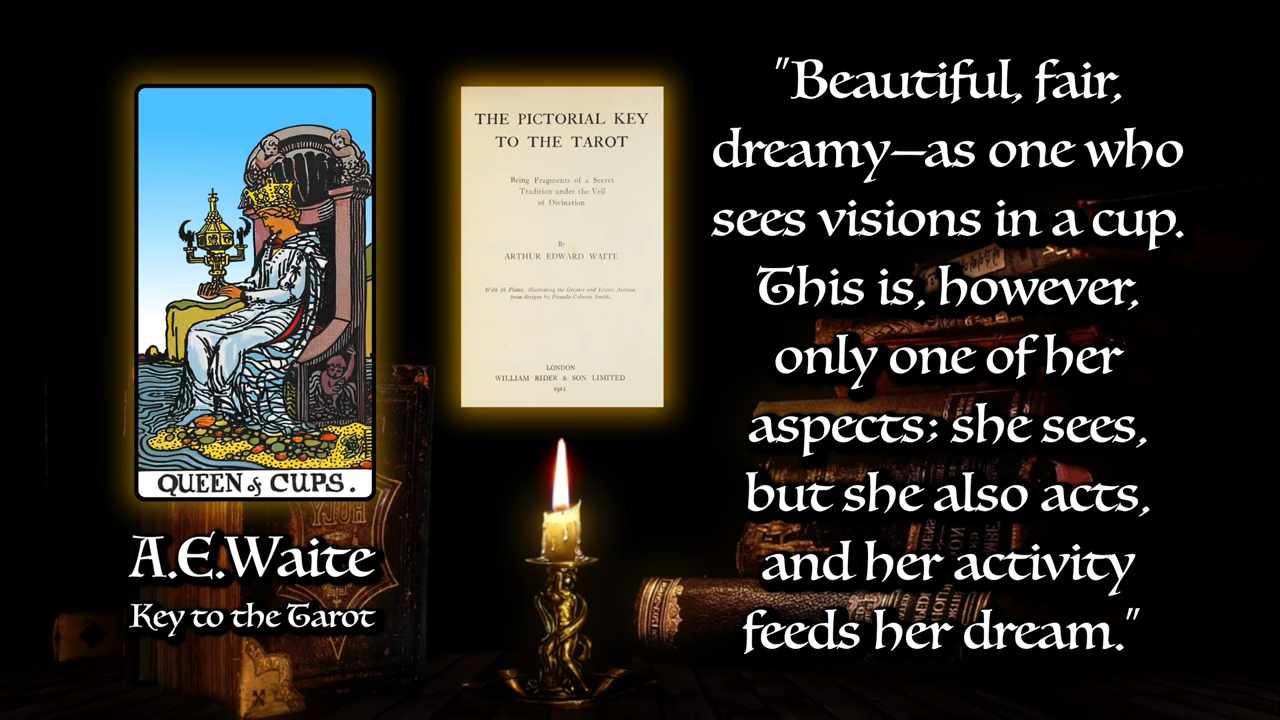 QUEEN of CUPS.
A.E.Waite
Key to the Tarot
THE PICTORIAL KEY
TO THE TAROT
Being Fragments of a Secret
Tradition under the Veil
of Divination
By
ARTHUR EDWARD WAITE
With 78 Plates, illustrating the Greater and Lesser Arcana,
from designs by Pamela Colman Smith.
LONDON
WILLIAM RIDER & SON LIMITED
1911
"Beautiful, fair,
dreamy—as one who
sees visions in a cup.
This is, however,
only one of her
aspects; she sees,
but she also acts,
and her activity
feeds her dream."
HOLY